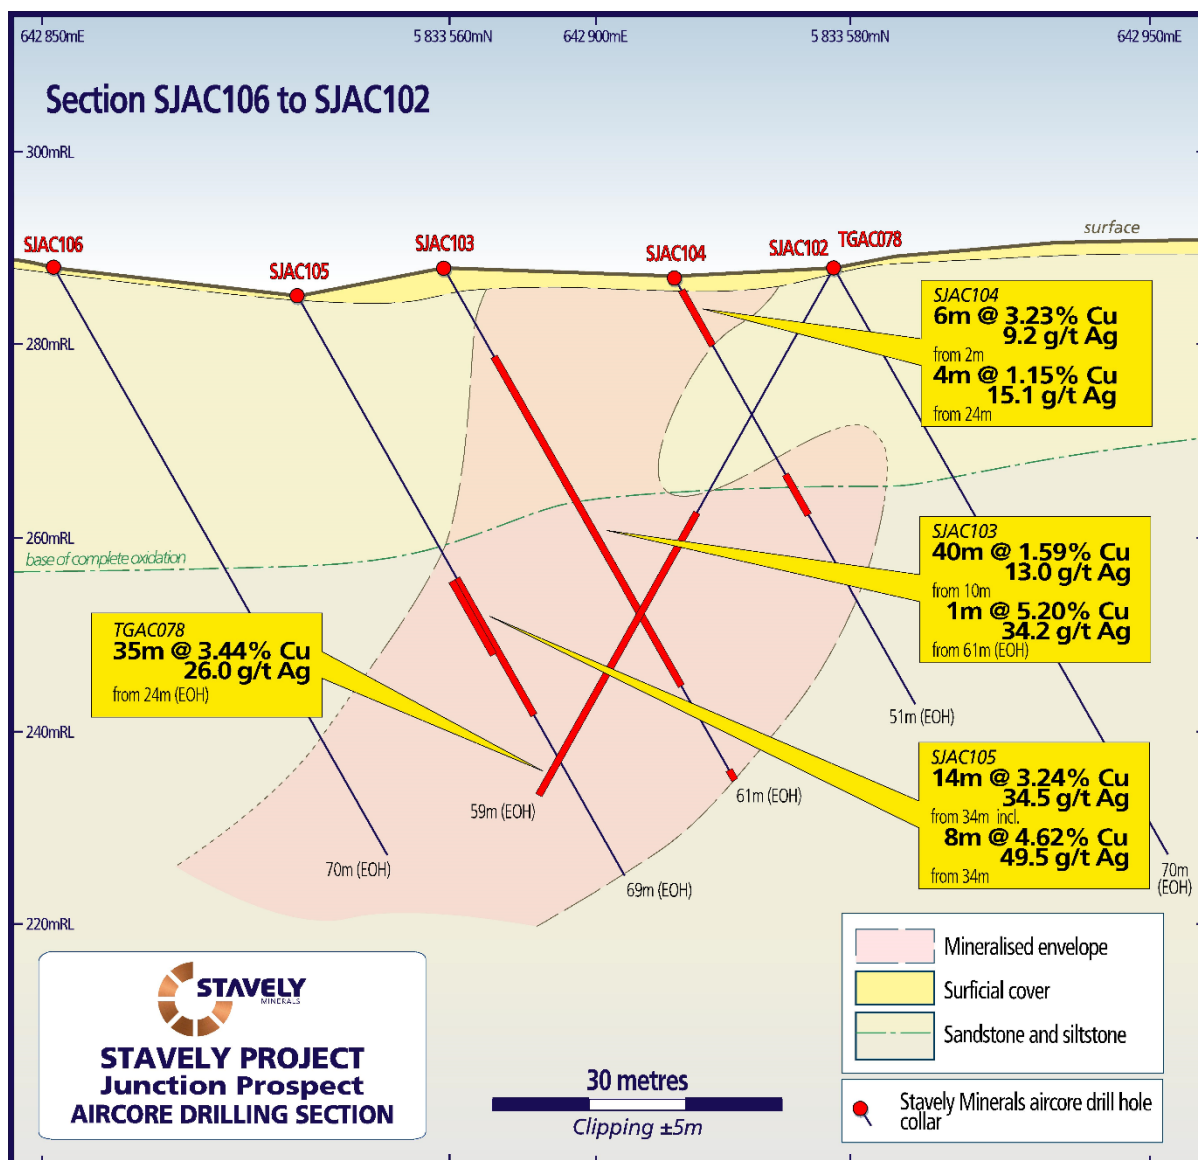 642 850mE
5 833 560mN
642 900mE
5 833 580mN
642 950mE
Section SJAC106 to SJAC102
300mRL
SJAC106
SJAC105
SJAC103
SJAC104
SJAC102
TGAC078
surface
280mRL
SJAC104
6m @ 3.23% Cu
9.2 g/t Ag
from 2m
4m @ 1.15% Cu
15.1 g/t Ag
from 24m
260mRL
base of complete oxidation
SJAC103
40m @ 1.59% Cu
13.0 g/t Ag
from 10m
1m @ 5.20% Cu
34.2 g/t Ag
from 61m (EOH)
TGAC078
35m @ 3.44% Cu
26.0 g/t Ag
from 24m (EOH)
240mRL
51m (EOH)
SJAC105
14m @ 3.24% Cu
34.5 g/t Ag
from 34m incl.
8m @ 4.62% Cu
49.5 g/t Ag
from 34m
59m (EOH)
61m (EOH)
70m (EOH)
69m (EOH)
70m
(EOH)
220mRL
Mineralised envelope
Surficial cover
Sandstone and siltstone
Stavely Minerals aircore drill hole
collar
STAVELY
MINERALS
STAVELY PROJECT
Junction Prospect
AIRCORE DRILLING SECTION
30 metres
Clipping ±5m